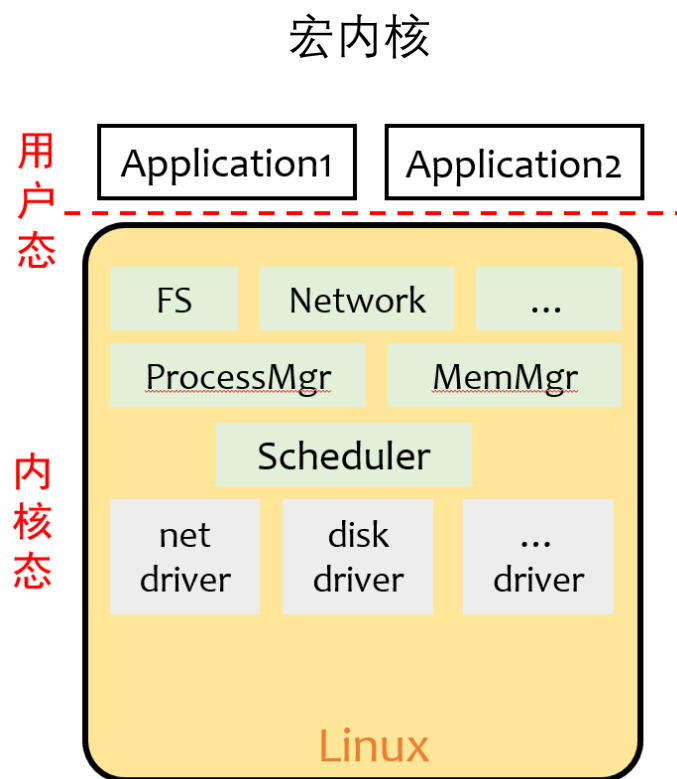 宏内核
用户态
Application1
Application2
内核态
FS
Network
...
ProcessMgr
MemMgr
Scheduler
net
driver
disk
driver
...
driver
Linux